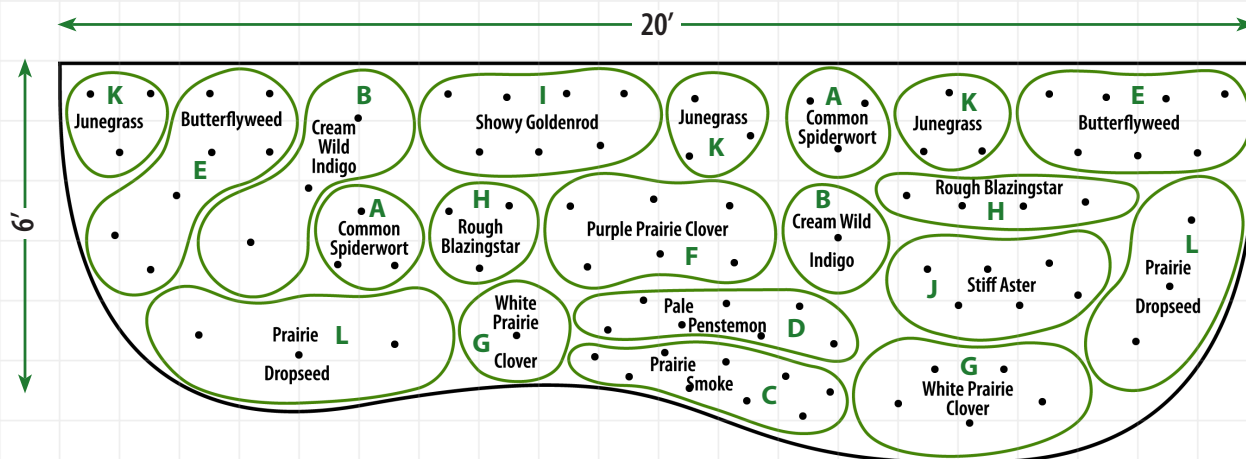 20’
6’
K
Junegrass
Butterflyweed
E
B
Cream
Wild
Indigo
I
Showy Goldenrod
Junegrass
K
A
Common
Spiderwort
K
Junegrass
E
Butterflyweed
A
Common
Spiderwort
H
Rough
Blazingstar
Purple Prairie Clover
F
B
Cream Wild
Indigo
Rough Blazingstar
H
J
Stiff Aster
L
Prairie
Dropseed
Prairie L
Dropseed
White
Prairie
G
Clover
Pale
Penstemon D
Prairie
Smoke
C
G
White Prairie
Clover